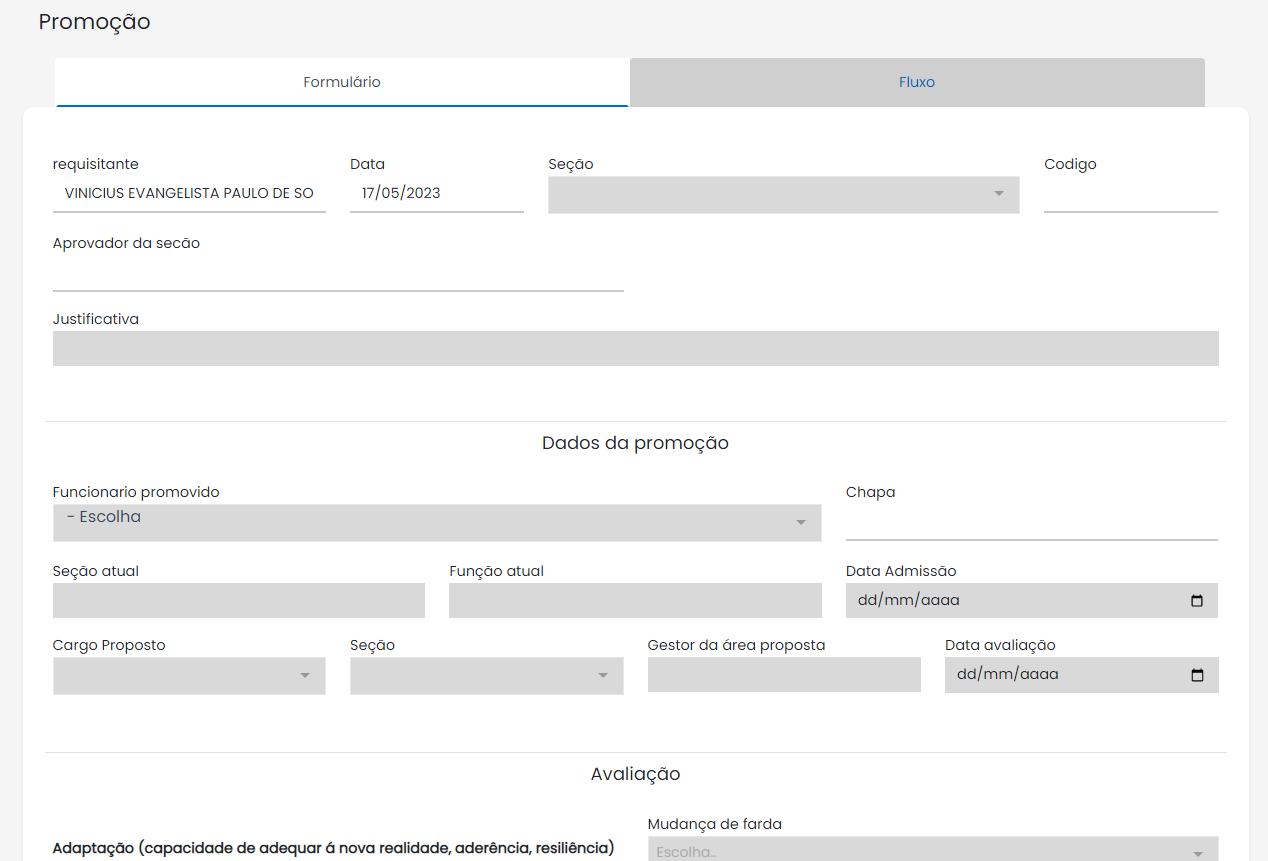 Promoção
Formulário Fluxo
requisitante Data Seção Codigo
VINICIUS EVANGELISTA PAULO DE SO 17/05/2023
Aprovador da secão
Justificativa
Dados da promoção
Funcionario promovido Chapa
- Escolha
Seção atual Função atual Data Admissão
dd/mm/aaaa
Cargo Proposto Seção Gestor da área proposta Data avaliação
dd/mm/aaaa
Avaliação
Mudança de farda
Adaptação (capacidade de adequar á nova realidade, aderência, resiliência)
Escolha..